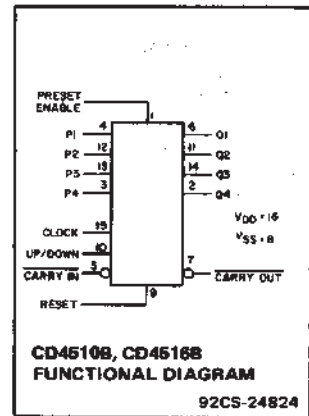 PRESET
ENABLE
1
P1 4 6 Q1
P2 12 11 Q2
P3 13 14 Q3
P4 3 2 Q4
CLOCK 15
UP/DOWN 10
CARRY IN 5
7 CARRY OUT
RESET 9
VDD = 16
VSS = 8
CD4510B, CD4516B
FUNCTIONAL DIAGRAM
92CS-24824